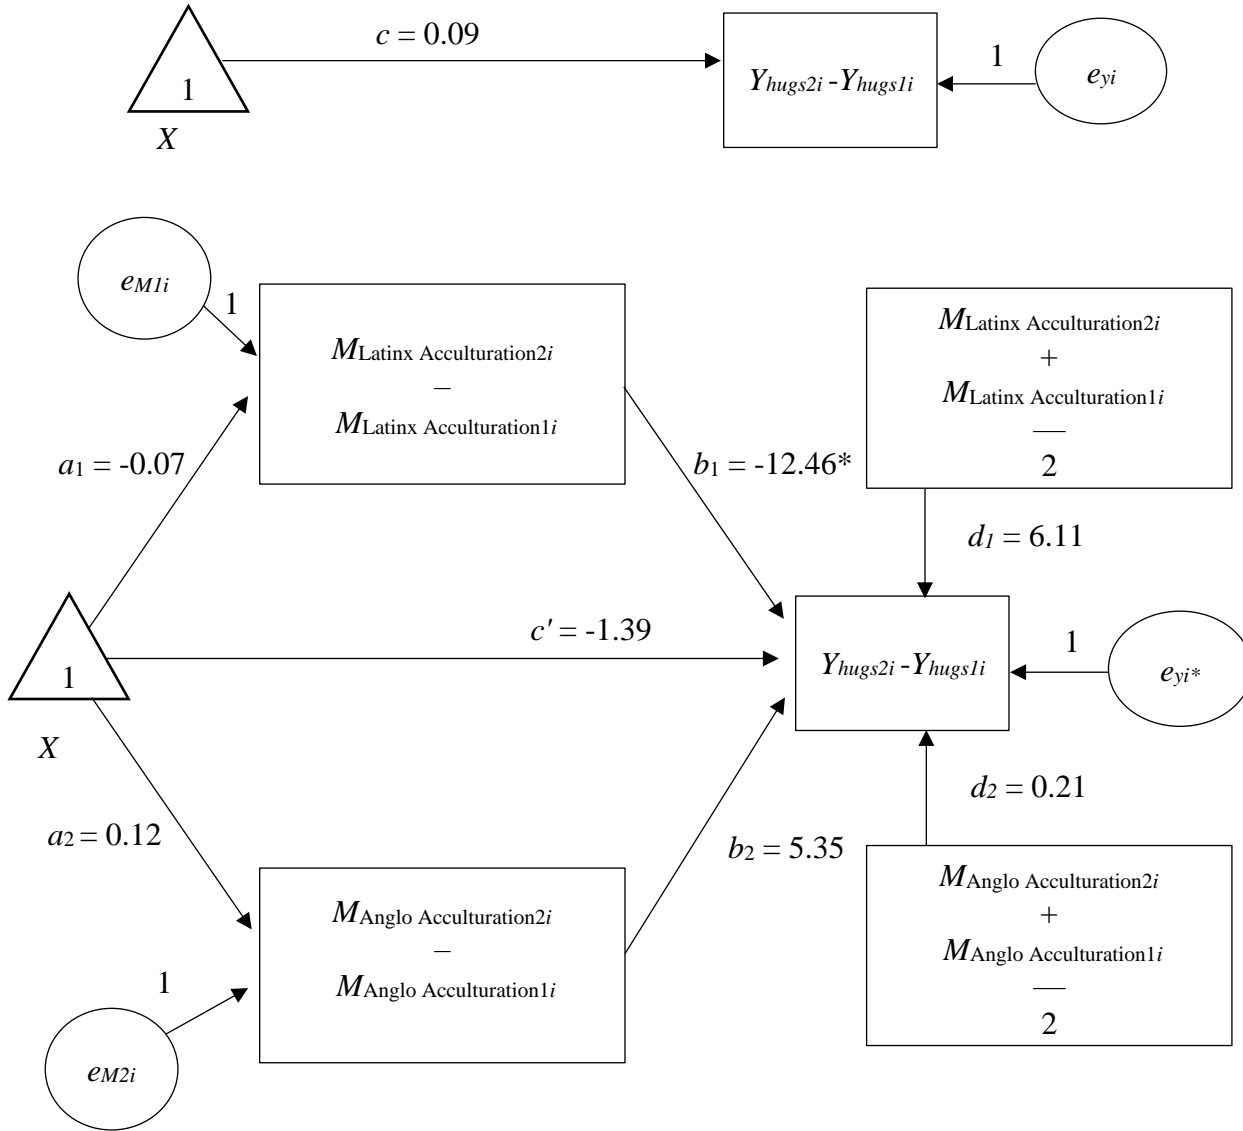 c = 0.09
1
X
Yhugs2i - Yhugs1i
1
eyi
eM1i
1
MLatinx Acculturation2i
–
MLatinx Acculturation1i
a1 = -0.07
b1 = -12.46*
MLatinx Acculturation2i
+
MLatinx Acculturation1i
—
2
d1 = 6.11
1
X
c′ = -1.39
Yhugs2i - Yhugs1i
1
eyi*
a2 = 0.12
b2 = 5.35
d2 = 0.21
MAnglo Acculturation2i
–
MAnglo Acculturation1i
1
eM2i
MAnglo Acculturation2i
+
MAnglo Acculturation1i
—
2